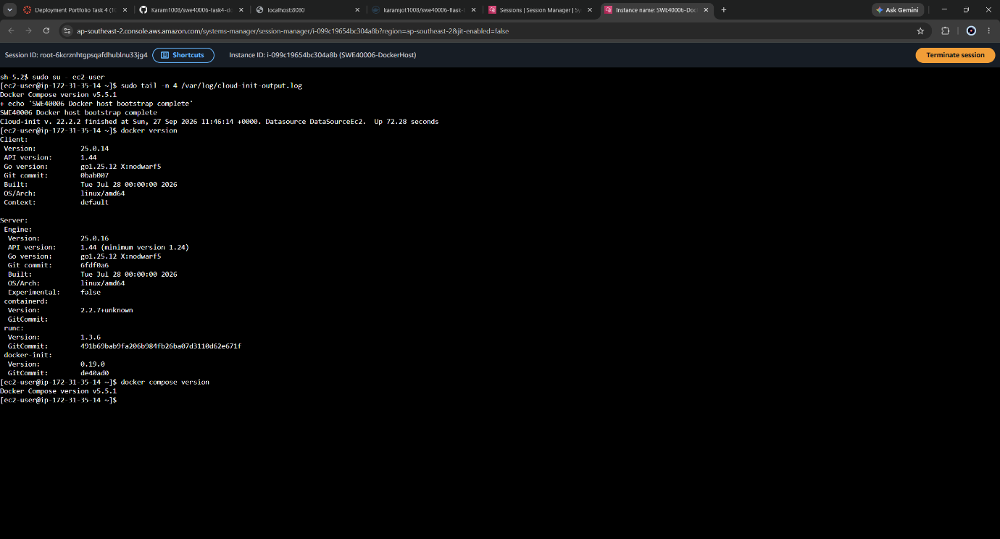 Deployment Portfolio Task 4 (1
Karam1008/swe40006-task4-d
localhost:8080
karamjot1008/swe40006-flask-
Sessions | Session Manager | Sy
Instance name: SWE40006-Doc
Ask Gemini
ap-southeast-2.console.aws.amazon.com/systems-manager/session-manager/i-099c19654bc304a8b?region=ap-southeast-2&jit-enabled=false
Session ID: root-6kcrznhtgpsqafdhublnu33jg4
Shortcuts
Instance ID: i-099c19654bc304a8b (SWE40006-DockerHost)
Terminate session
sh-5.2$ sudo su - ec2-user
[ec2-user@ip-172-31-35-14 ~]$ sudo tail -n 4 /var/log/cloud-init-output.log
Docker Compose version v5.5.1
+ echo 'SWE40006 Docker host bootstrap complete'
SWE40006 Docker host bootstrap complete
Cloud-init v. 22.2.2 finished at Sun, 27 Sep 2026 11:46:14 +0000. Datasource DataSourceEc2.  Up 72.28 seconds
[ec2-user@ip-172-31-35-14 ~]$ docker version
Client:
 Version:           25.0.14
 API version:       1.44
 Go version:        go1.25.12 X:nodwarf5
 Git commit:        0bab007
 Built:             Tue Jul 28 00:00:00 2026
 OS/Arch:           linux/amd64
 Context:           default
Server:
 Engine:
  Version:          25.0.16
  API version:      1.44 (minimum version 1.24)
  Go version:       go1.25.12 X:nodwarf5
  Git commit:       6fdf0a6
  Built:            Tue Jul 28 00:00:00 2026
  OS/Arch:          linux/amd64
  Experimental:     false
 containerd:
  Version:          2.2.7+unknown
  GitCommit:
 runc:
  Version:          1.3.6
  GitCommit:        491b69bab9fa206b984fb26ba07d3110d62e671f
 docker-init:
  Version:          0.19.0
  GitCommit:        de40ad0
[ec2-user@ip-172-31-35-14 ~]$ docker compose version
Docker Compose version v5.5.1
[ec2-user@ip-172-31-35-14 ~]$